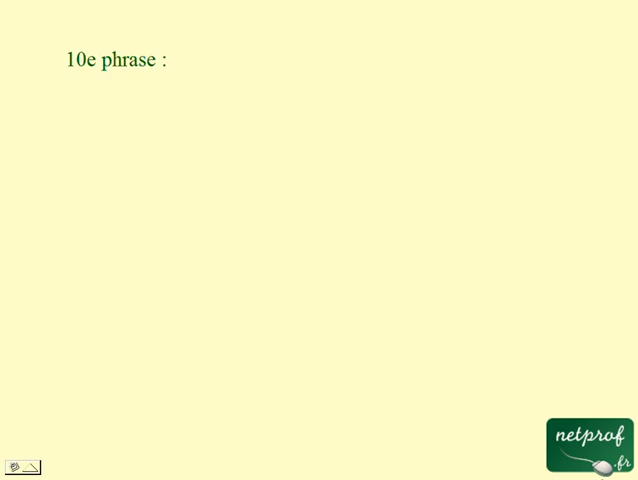 10e phrase :
netprof
.fr